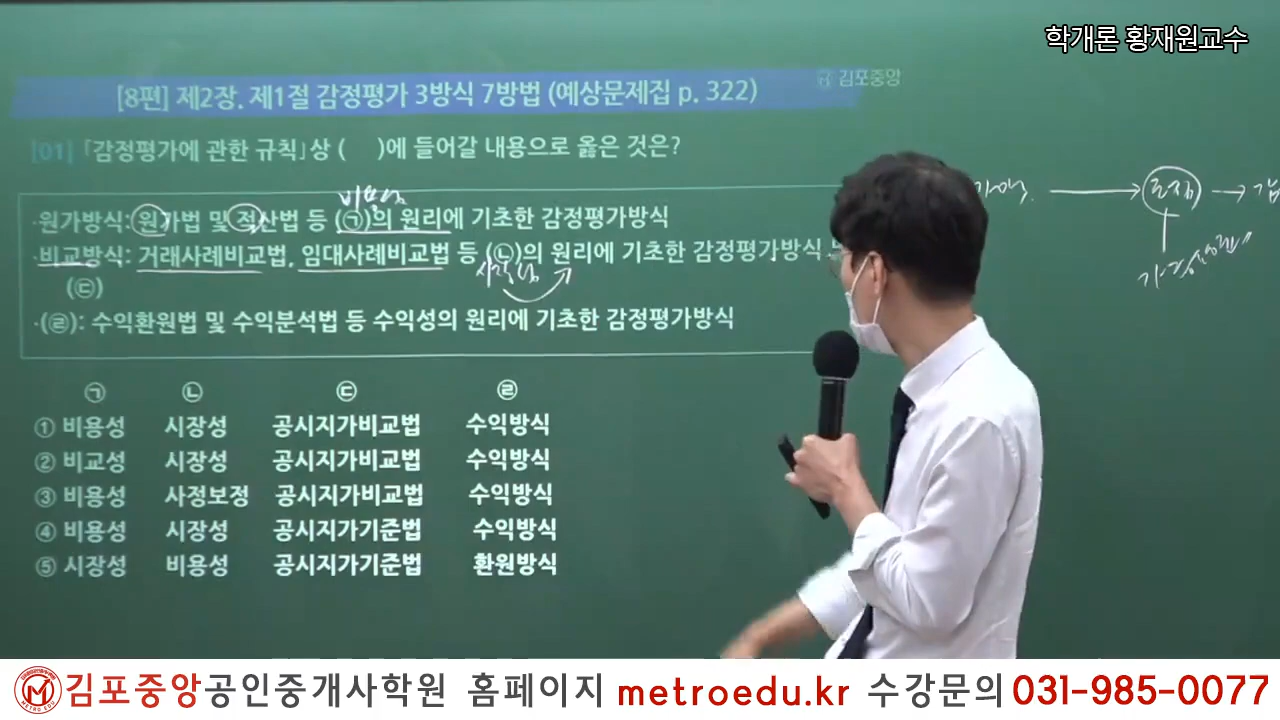 학개론 황재원교수
김포중앙
[8편] 제2장. 제1절 감정평가 3방식 7방법 (예상문제집 p. 322)
[01] 「감정평가에 관한 규칙」상 ( )에 들어갈 내용으로 옳은 것은?
비용성
·원가방식: 원가법 및 적산법 등 (㉠)의 원리에 기초한 감정평가방식
·비교방식: 거래사례비교법, 임대사례비교법 등 (㉡)의 원리에 기초한 감정평가방식
시장성
(㉢)
·(㉣): 수익환원법 및 수익분석법 등 수익성의 원리에 기초한 감정평가방식
㉠ ㉡ ㉢ ㉣
① 비용성 시장성 공시지가비교법 수익방식
② 비교성 시장성 공시지가비교법 수익방식
③ 비용성 사정보정 공시지가비교법 수익방식
④ 비용성 시장성 공시지가기준법 수익방식
⑤ 시장성 비용성 공시지가기준법 환원방식
METRO EDU
김포중앙공인중개사학원 홈페이지 metroedu.kr 수강문의 031-985-0077